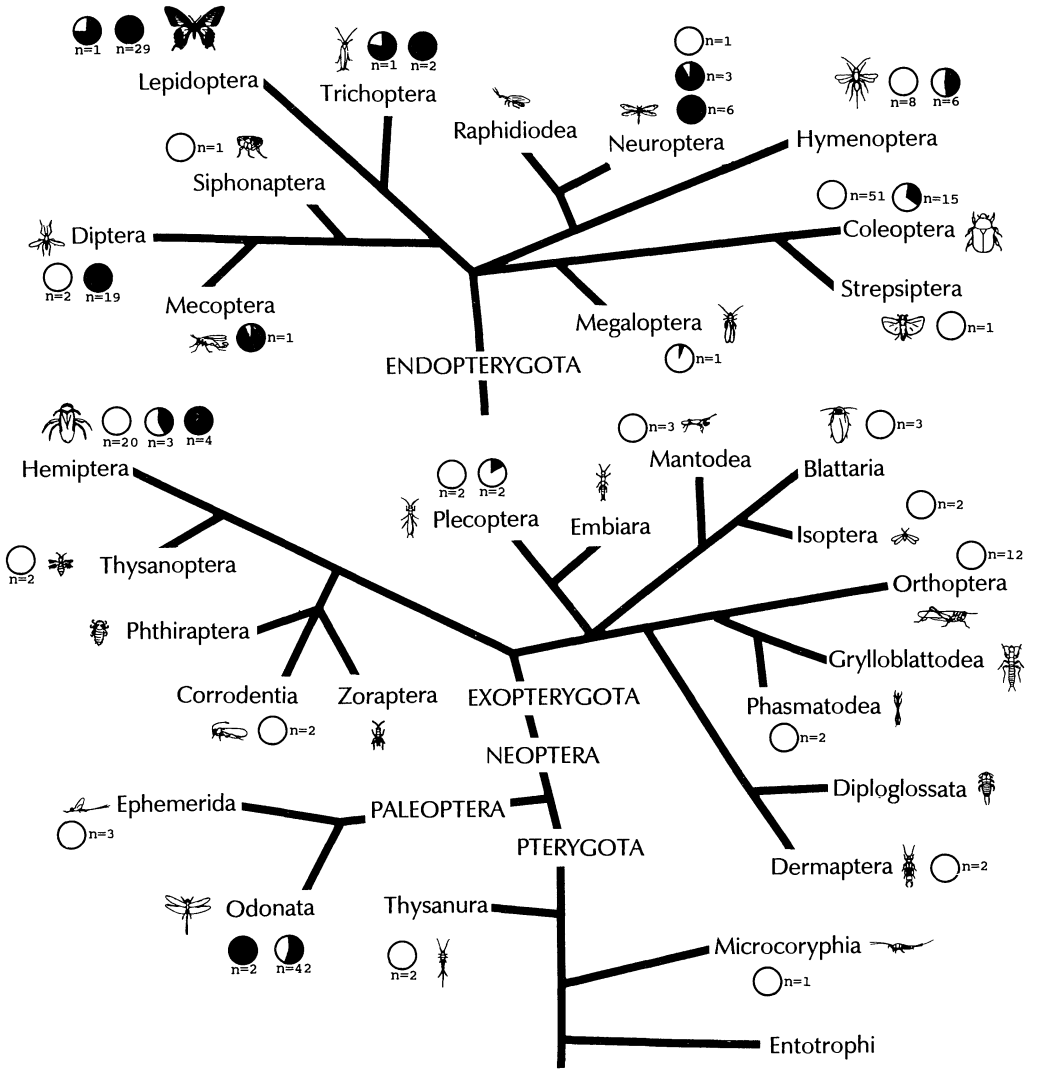 n=1 n=29
Lepidoptera
n=1 n=2
Trichoptera
Raphidiodea
n=1
n=3
n=6
Neuroptera
n=8 n=6
Hymenoptera
n=1
Siphonaptera
n=51 n=15
Coleoptera
Diptera
n=2 n=19
Mecoptera
n=1
Megaloptera
n=1
Strepsiptera
n=1
ENDOPTERYGOTA
n=20 n=3 n=4
Hemiptera
n=2 n=2
Plecoptera
Embiara
n=3
Mantodea
n=3
Blattaria
n=2
Isoptera
n=12
Orthoptera
n=2
Thysanoptera
Phthiraptera
Corrodentia
n=2
Zoraptera
EXOPTERYGOTA
Grylloblattodea
Phasmatodea
n=2
NEOPTERA
Diploglossata
Ephemerida
n=3
PALEOPTERA
PTERYGOTA
Dermaptera
n=2
Odonata
n=2 n=42
Thysanura
n=2
Microcoryphia
n=1
Entotrophi